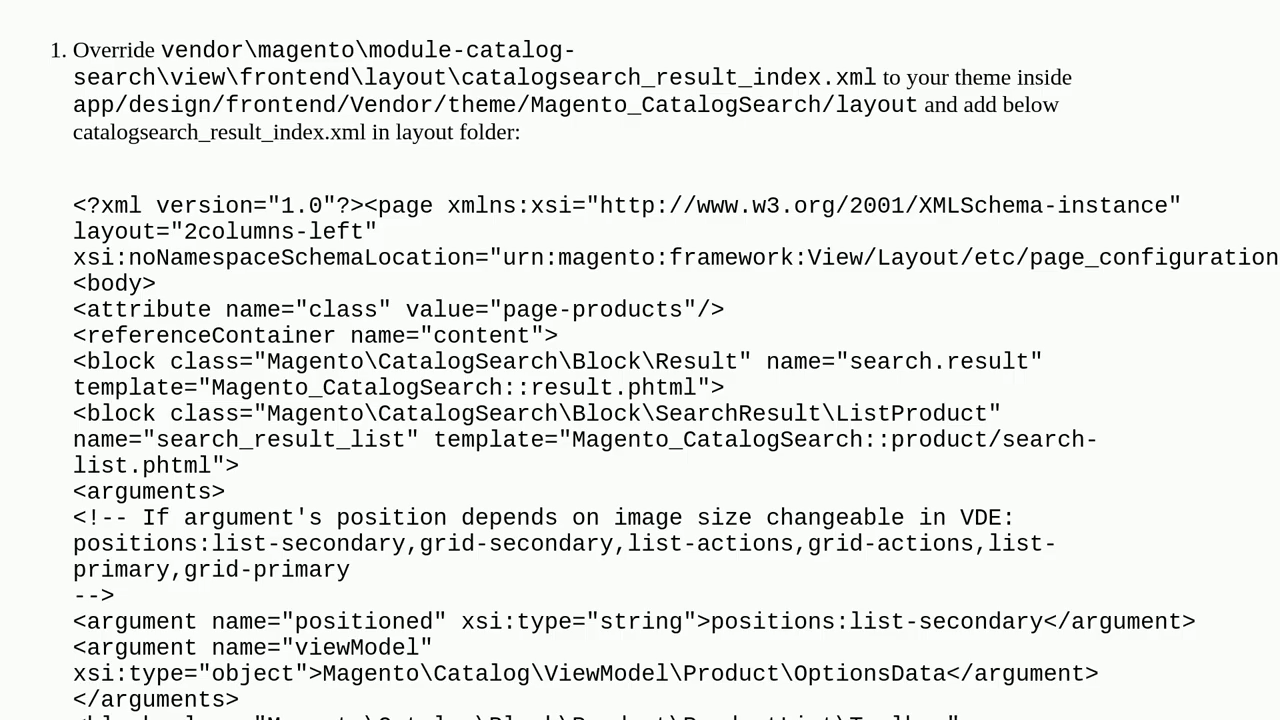 1. Override vendor\magento\module-catalog-
search\view\frontend\layout\catalogsearch_result_index.xml to your theme inside
app/design/frontend/Vendor/theme/Magento_CatalogSearch/layout and add below
catalogsearch_result_index.xml in layout folder:
<?xml version="1.0"?><page xmlns:xsi="http://www.w3.org/2001/XMLSchema-instance"
layout="2columns-left"
xsi:noNamespaceSchemaLocation="urn:magento:framework:View/Layout/etc/page_configuration
<body>
<attribute name="class" value="page-products"/>
<referenceContainer name="content">
<block class="Magento\CatalogSearch\Block\Result" name="search.result"
template="Magento_CatalogSearch::result.phtml">
<block class="Magento\CatalogSearch\Block\SearchResult\ListProduct"
name="search_result_list" template="Magento_CatalogSearch::product/search-
list.phtml">
<arguments>
<!-- If argument's position depends on image size changeable in VDE:
positions:list-secondary,grid-secondary,list-actions,grid-actions,list-
primary,grid-primary
-->
<argument name="positioned" xsi:type="string">positions:list-secondary</argument>
<argument name="viewModel"
xsi:type="object">Magento\Catalog\ViewModel\Product\OptionsData</argument>
</arguments>